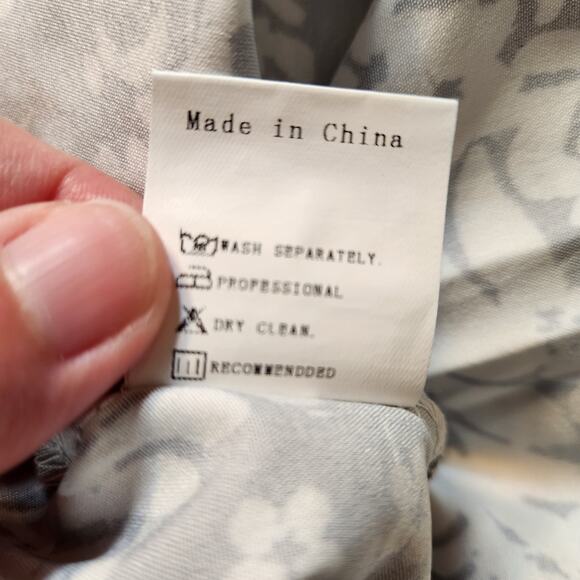 Made in China
WASH SEPARATELY.
PROFESSIONAL
DRY CLEAN.
RECOMMENDDED